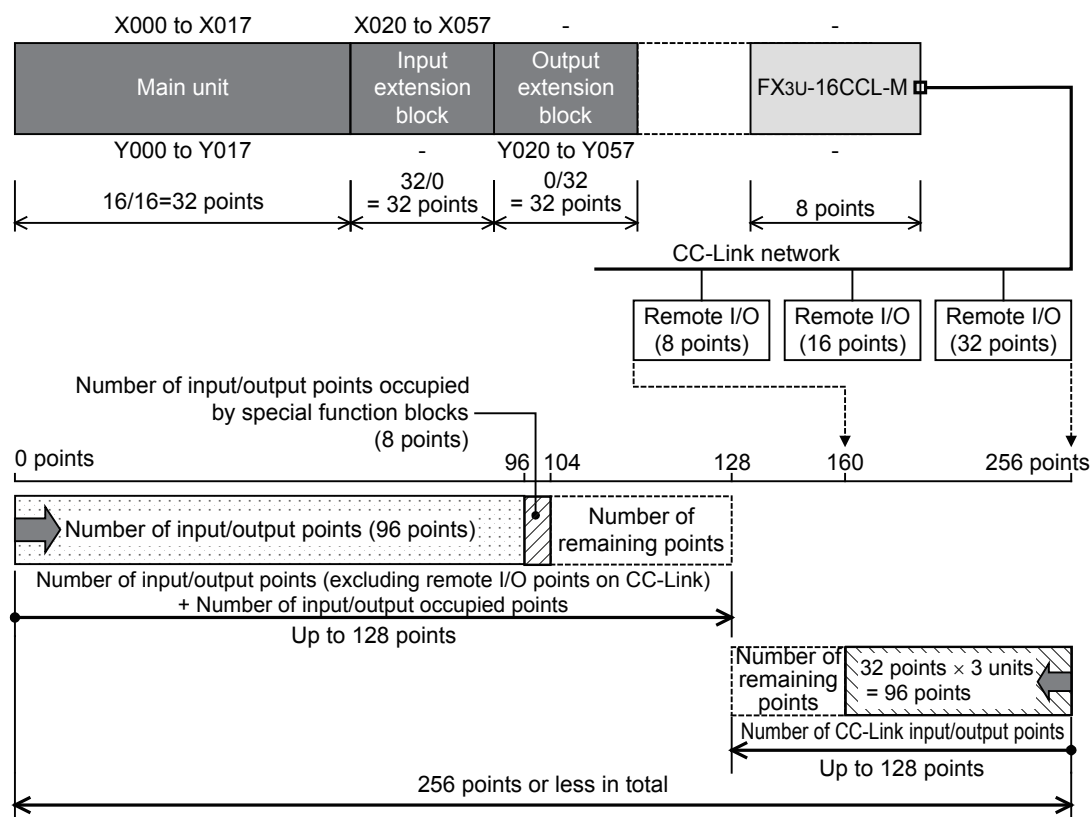 X000 to X017
X020 to X057
-
-
Main unit
Input
extension
block
Output
extension
block
FX3U-16CCL-M
Y000 to Y017
-
Y020 to Y057
-
16/16=32 points
32/0
= 32 points
0/32
= 32 points
8 points
CC-Link network
Remote I/O
(8 points)
Remote I/O
(16 points)
Remote I/O
(32 points)
Number of input/output points occupied
by special function blocks
(8 points)
0 points
96
104
128
160
256 points
Number of input/output points (96 points)
Number of
remaining points
Number of input/output points (excluding remote I/O points on CC-Link)
+ Number of input/output occupied points
Up to 128 points
Number of
remaining
points
32 points × 3 units
= 96 points
Number of CC-Link input/output points
Up to 128 points
256 points or less in total